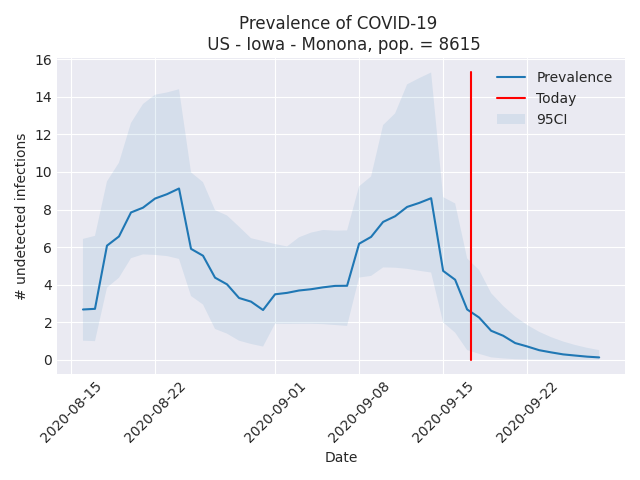 Prevalence of COVID-19
US - Iowa - Monona, pop. = 8615
# undetected infections
16
14
12
10
8
6
4
2
0
Prevalence
Today
95CI
2020-08-15
2020-08-22
2020-09-01
2020-09-08
2020-09-15
2020-09-22
Date